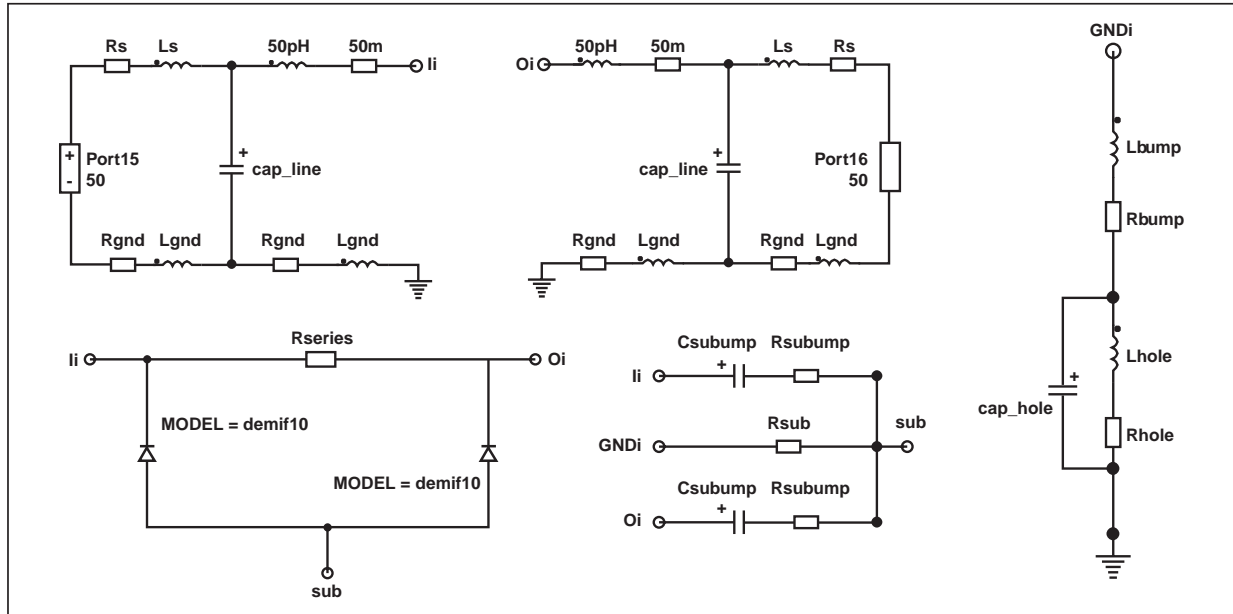 Rs Ls 50pH 50m Ii
+
-
Port15
50
+
cap_line
Rgnd Lgnd Rgnd Lgnd
Oi 50pH 50m Ls Rs
+
cap_line
Port16
50
Rgnd Lgnd Rgnd Lgnd
GNDi
Lbump
Rbump
Lhole
+
cap_hole
Rhole
Rseries
Ii Oi
MODEL = demif10
MODEL = demif10
sub
Csubump Rsubump
Ii +
Rsub sub
GNDi
Csubump Rsubump
Oi +